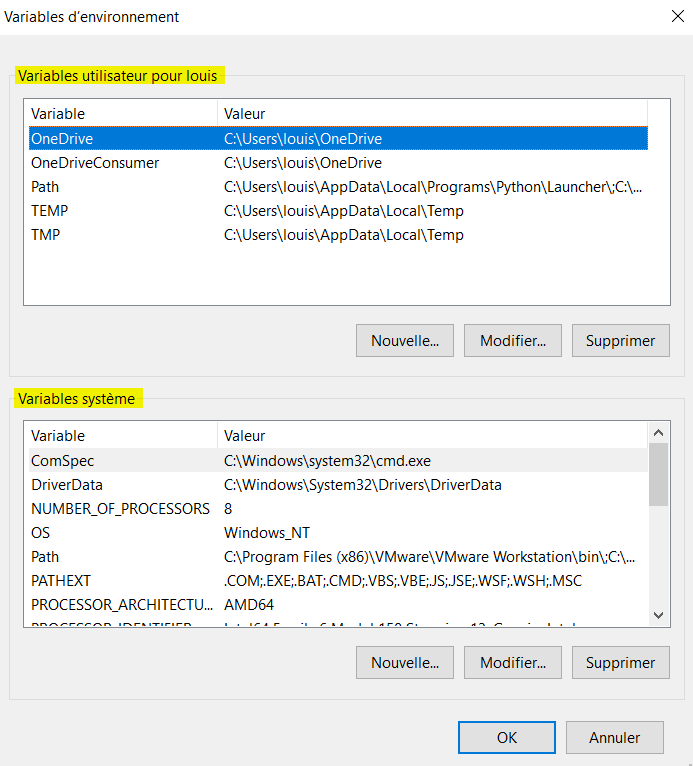 Variables d'environnement
Variables utilisateur pour louis
Variable Valeur
OneDrive C:\Users\louis\OneDrive
OneDriveConsumer C:\Users\louis\OneDrive
Path C:\Users\louis\AppData\Local\Programs\Python\Launcher\;C:\...
TEMP C:\Users\louis\AppData\Local\Temp
TMP C:\Users\louis\AppData\Local\Temp
Nouvelle... Modifier... Supprimer
Variables système
Variable Valeur
ComSpec C:\Windows\system32\cmd.exe
DriverData C:\Windows\System32\Drivers\DriverData
NUMBER_OF_PROCESSORS 8
OS Windows_NT
Path C:\Program Files (x86)\VMware\VMware Workstation\bin\;C:\...
PATHEXT .COM;.EXE;.BAT;.CMD;.VBS;.VBE;.JS;.JSE;.WSF;.WSH;.MSC
PROCESSOR_ARCHITECTU... AMD64
Nouvelle... Modifier... Supprimer
OK Annuler